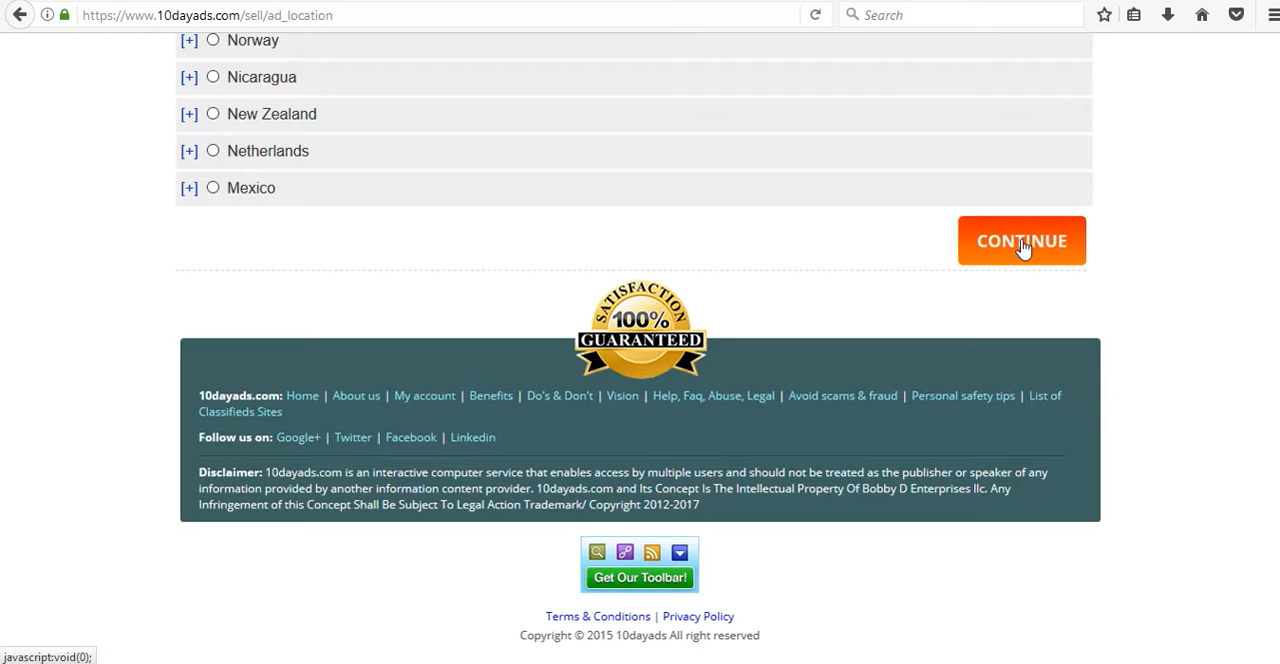 https://www.10dayads.com/sell/ad_location
Search
[+] Norway
[+] Nicaragua
[+] New Zealand
[+] Netherlands
[+] Mexico
CONTINUE
SATISFACTION
100%
GUARANTEED
10dayads.com: Home | About us | My account | Benefits | Do's & Don't | Vision | Help, Faq, Abuse, Legal | Avoid scams & fraud | Personal safety tips | List of
Classifieds Sites
Follow us on: Google+ | Twitter | Facebook | Linkedin
Disclaimer: 10dayads.com is an interactive computer service that enables access by multiple users and should not be treated as the publisher or speaker of any
information provided by another information content provider. 10dayads.com and Its Concept Is The Intellectual Property Of Bobby D Enterprises llc. Any
Infringement of this Concept Shall Be Subject To Legal Action Trademark/ Copyright 2012-2017
Get Our Toolbar!
Terms & Conditions | Privacy Policy
Copyright © 2015 10dayads All right reserved
javascript:void(0);